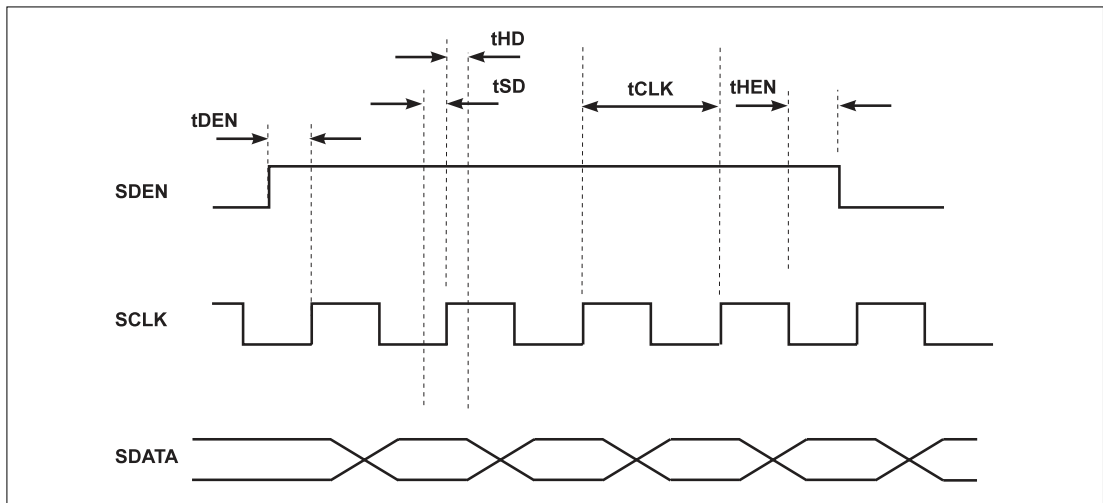 tHD
tSD
tCLK
tHEN
tDEN
SDEN
SCLK
SDATA